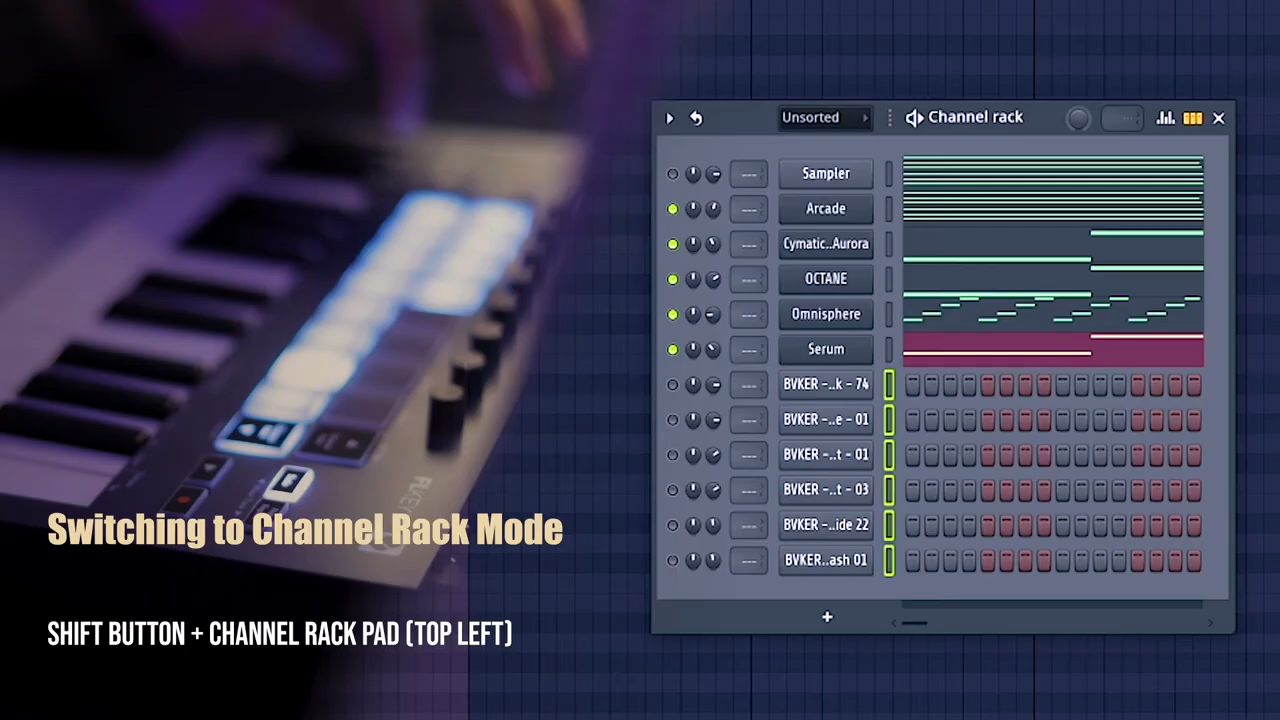 Unsorted
Channel rack
Sampler
Arcade
Cymatic..Aurora
OCTANE
Omnisphere
Serum
BVKER -..k - 74
BVKER -..e - 01
BVKER -..t - 01
BVKER -..t - 03
BVKER -..ide 22
BVKER..ash 01
Switching to Channel Rack Mode
SHIFT BUTTON + CHANNEL RACK PAD (TOP LEFT)